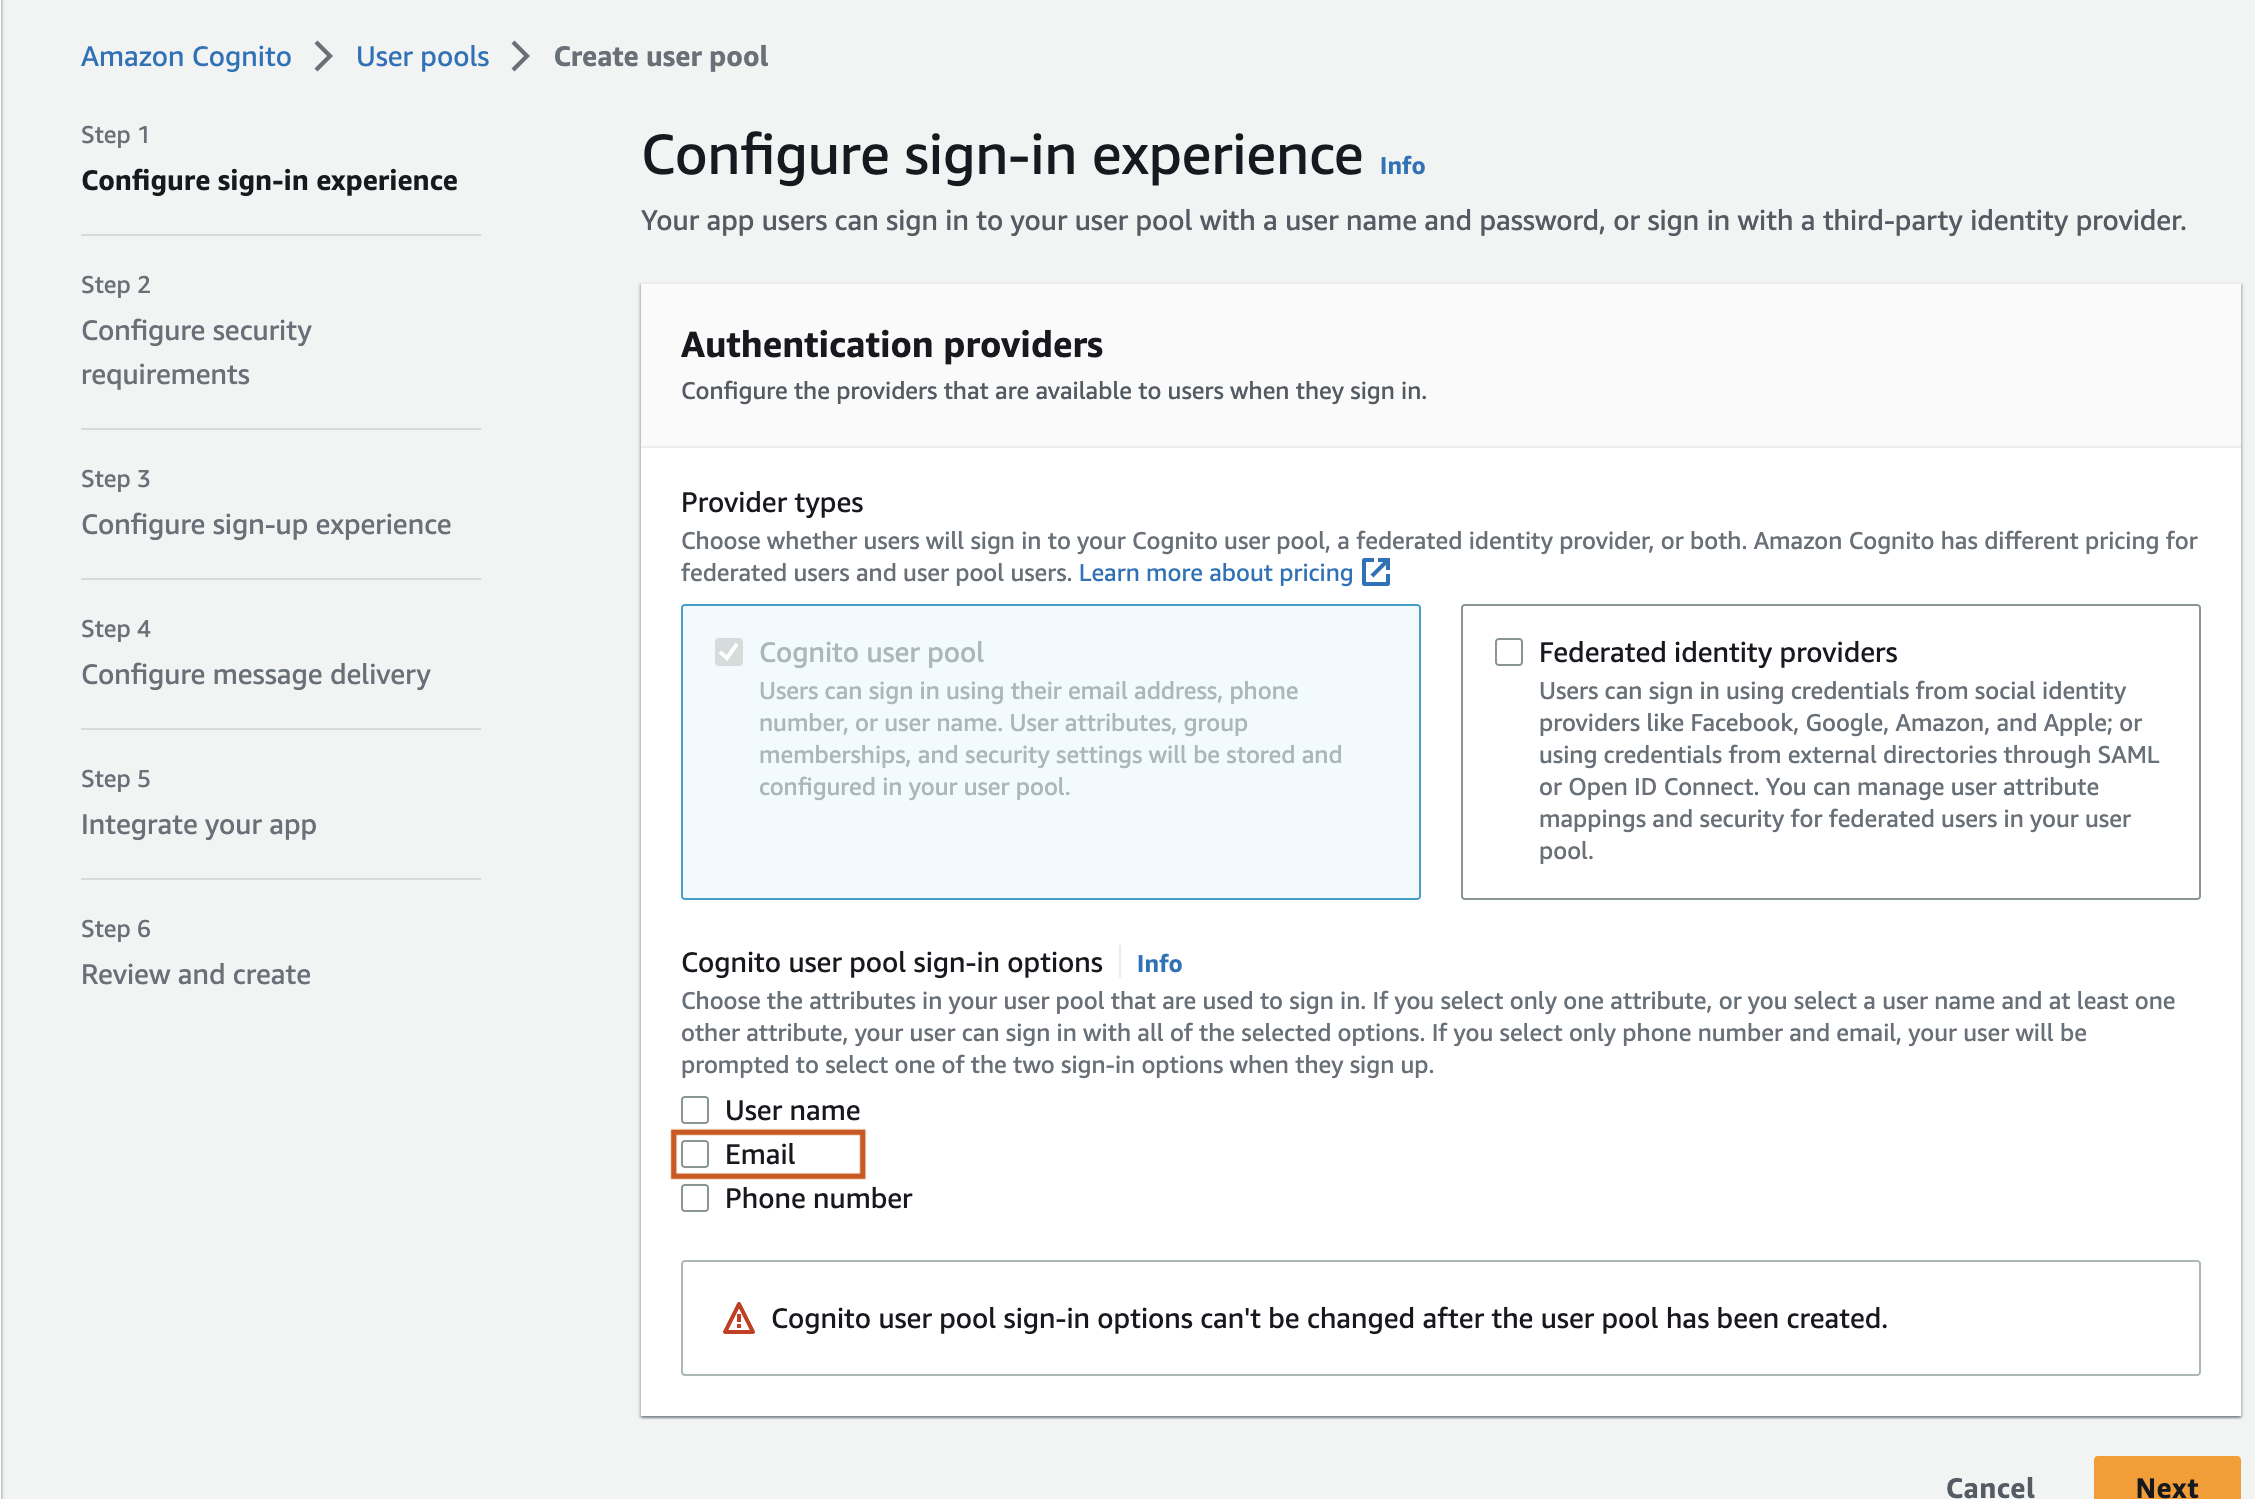 Amazon Cognito > User pools > Create user pool
Step 1
Configure sign-in experience
Step 2
Configure security
requirements
Step 3
Configure sign-up experience
Step 4
Configure message delivery
Step 5
Integrate your app
Step 6
Review and create
Configure sign-in experience Info
Your app users can sign in to your user pool with a user name and password, or sign in with a third-party identity provider.
Authentication providers
Configure the providers that are available to users when they sign in.
Provider types
Choose whether users will sign in to your Cognito user pool, a federated identity provider, or both. Amazon Cognito has different pricing for
federated users and user pool users. Learn more about pricing
Cognito user pool
Users can sign in using their email address, phone
number, or user name. User attributes, group
memberships, and security settings will be stored and
configured in your user pool.
Federated identity providers
Users can sign in using credentials from social identity
providers like Facebook, Google, Amazon, and Apple; or
using credentials from external directories through SAML
or Open ID Connect. You can manage user attribute
mappings and security for federated users in your user
pool.
Cognito user pool sign-in options Info
Choose the attributes in your user pool that are used to sign in. If you select only one attribute, or you select a user name and at least one
other attribute, your user can sign in with all of the selected options. If you select only phone number and email, your user will be
prompted to select one of the two sign-in options when they sign up.
User name
Email
Phone number
Cognito user pool sign-in options can't be changed after the user pool has been created.
Cancel Next